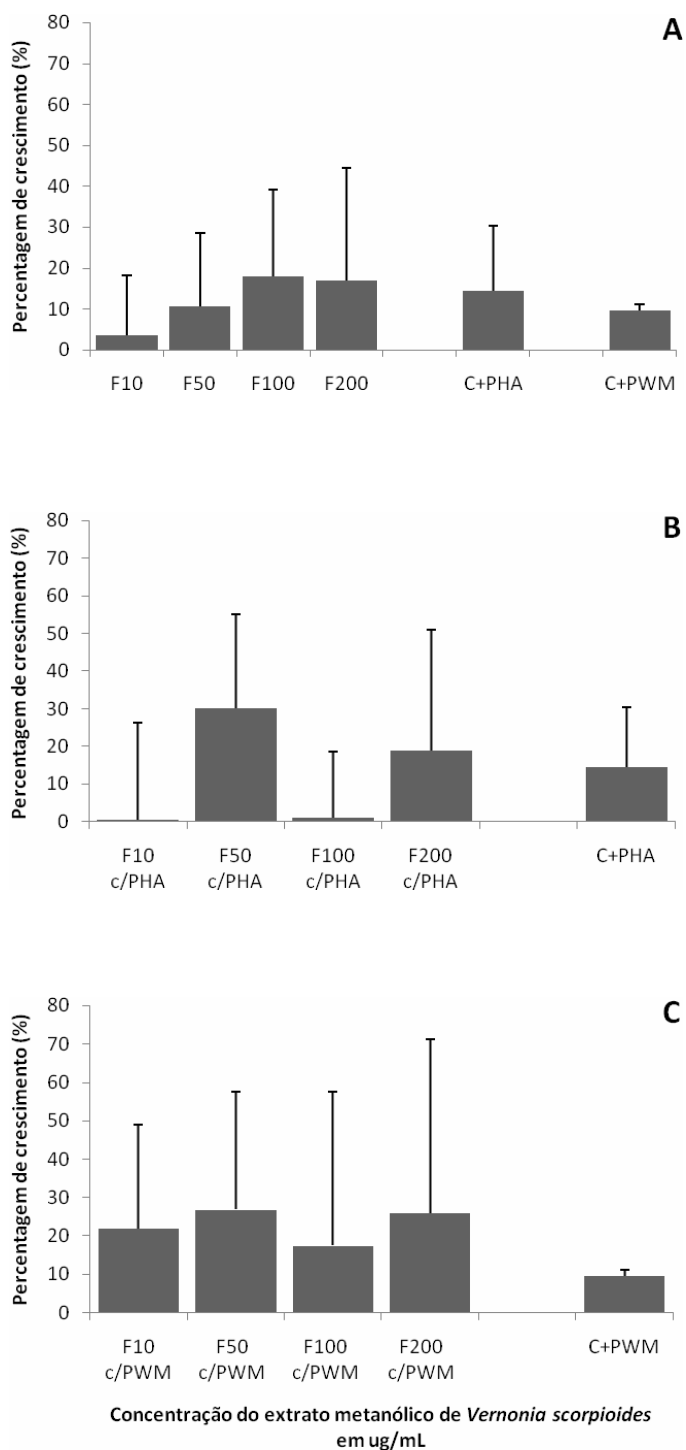 A
Percentagem de crescimento (%)
80
70
60
50
40
30
20
10
0
F10 F50 F100 F200 C+PHA C+PWM
B
Percentagem de crescimento (%)
80
70
60
50
40
30
20
10
0
F10 F50 F100 F200 C+PHA
c/PHA c/PHA c/PHA c/PHA
C
Percentagem de crescimento (%)
80
70
60
50
40
30
20
10
0
F10 F50 F100 F200 C+PWM
c/PWM c/PWM c/PWM c/PWM
Concentração do extrato metanólico de Vernonia scorpioides
em ug/mL